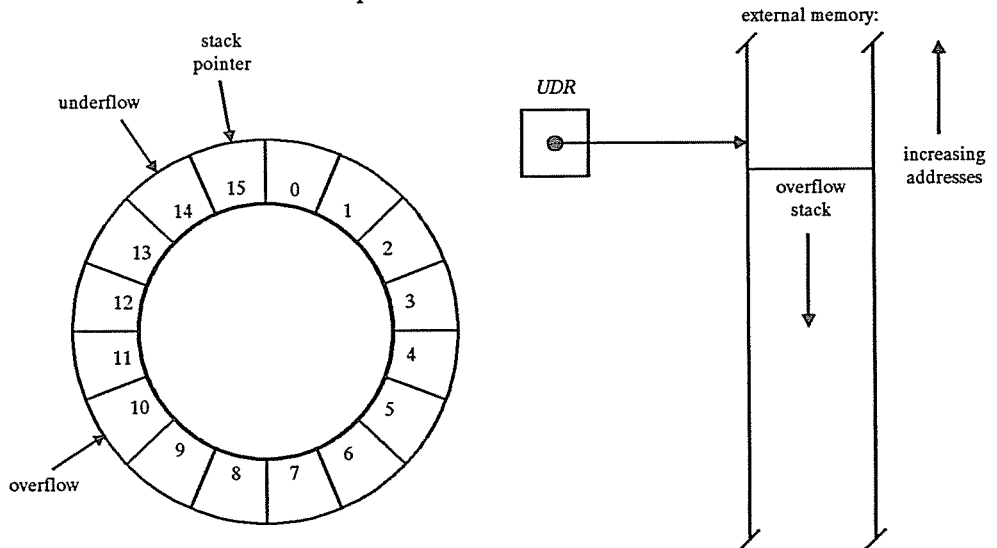 external memory:
stack
pointer
UDR
underflow
increasing
addresses
15
0
14
1
overflow
stack
13
2
12
3
11
4
10
5
9
6
8
7
overflow